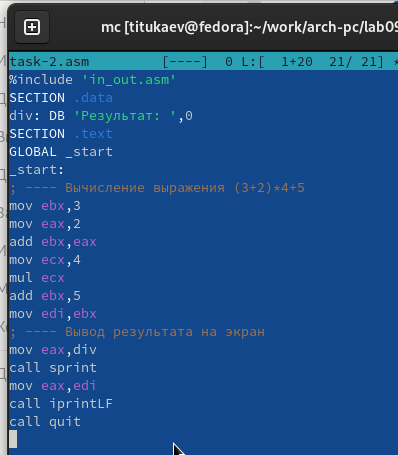 mc [titukaev@fedora]:~/work/arch-pc/lab09
task-2.asm [----] 0 L:[ 1+20 21/ 21] *
%include 'in_out.asm'
SECTION .data
div: DB 'Результат: ',0
SECTION .text
GLOBAL _start
_start:
; ---- Вычисление выражения (3+2)*4+5
mov ebx,3
mov eax,2
add ebx,eax
mov ecx,4
mul ecx
add ebx,5
mov edi,ebx
; ---- Вывод результата на экран
mov eax,div
call sprint
mov eax,edi
call iprintLF
call quit